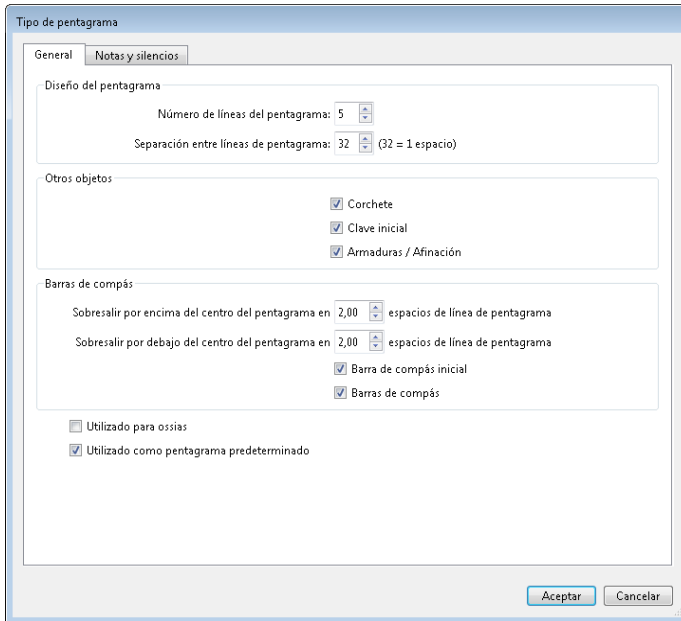 Tipo de pentagrama
General Notas y silencios
Diseño del pentagrama
Número de líneas del pentagrama: 5
Separación entre líneas de pentagrama: 32 (32 = 1 espacio)
Otros objetos
Corchete
Clave inicial
Armaduras / Afinación
Barras de compás
Sobresalir por encima del centro del pentagrama en 2,00 espacios de línea de pentagrama
Sobresalir por debajo del centro del pentagrama en 2,00 espacios de línea de pentagrama
Barra de compás inicial
Barras de compás
Utilizado para ossias
Utilizado como pentagrama predeterminado
Aceptar Cancelar